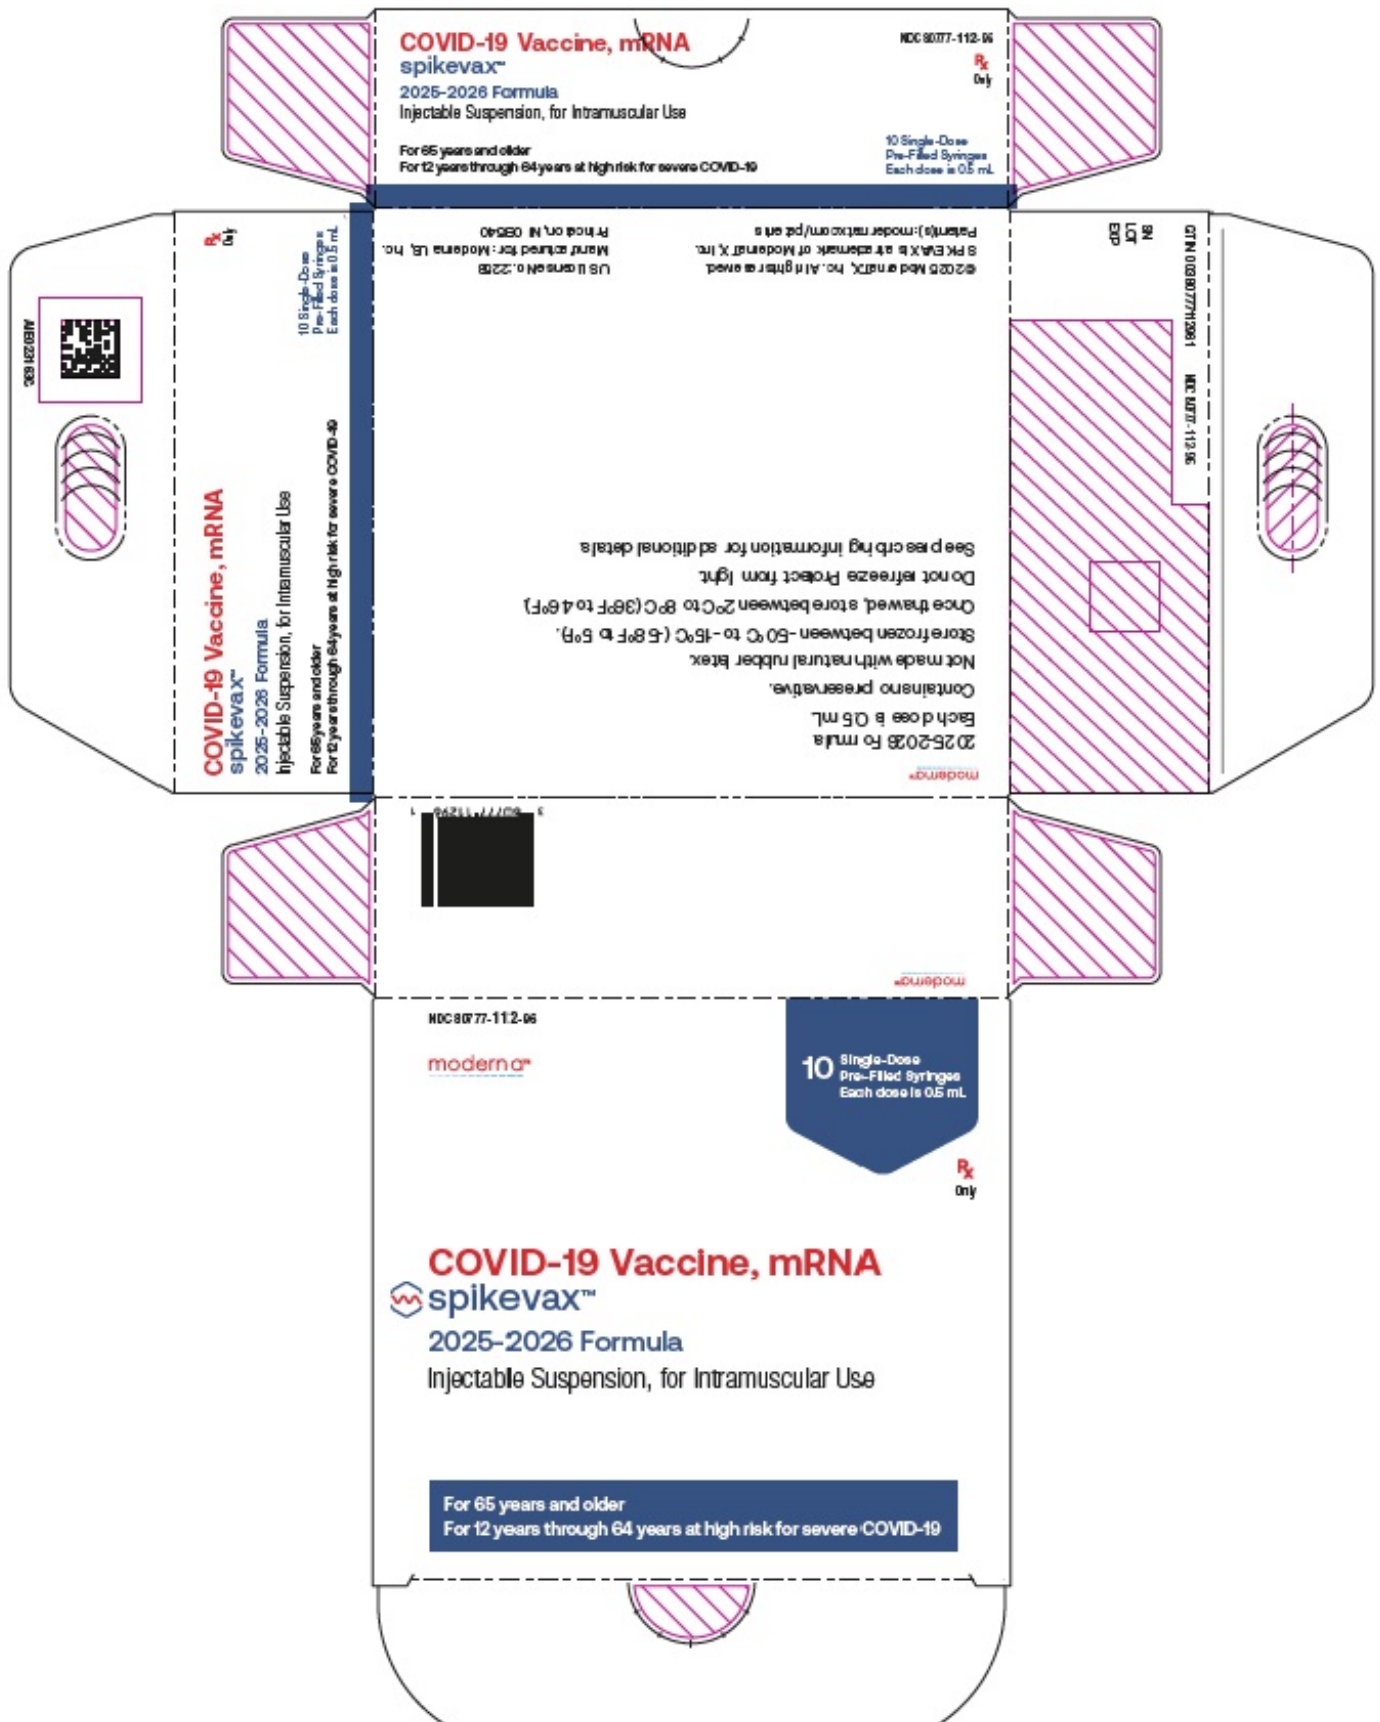 COVID-19 Vaccine, mRNA
spikevax™
2025-2026 Formula
Injectable Suspension, for Intramuscular Use
For 65 years and older
For 12 years through 64 years at high risk for severe COVID-19
NDC 80777-112-96
Rx
Only
10 Single-Dose
Pre-Filled Syringes
Each dose is 0.5 mL
Rx
Only
10 Single-Dose
Pre-Filled Syringes
Each dose is 0.5 mL
COVID-19 Vaccine, mRNA
spikevax™
2025-2026 Formula
Injectable Suspension, for Intramuscular Use
For 65 years and older
For 12 years through 64 years at high risk for severe COVID-19
moderna™
2025-2026 Formula
Each dose is 0.5 mL
Contains no preservative.
Not made with natural rubber latex.
Store frozen between -50°C to -15°C (-58°F to 5°F).
Once thawed, store between 2°C to 8°C (36°F to 46°F)
Do not refreeze Protect from light.
See prescribing information for additional details.
©2025 ModernaTX, Inc. All rights reserved.
SPIKEVAX is a trademark of ModernaTX, Inc.
Patent(s): modernatx.com/patents
US License No. 2256
Manufactured for: Moderna US, Inc.
Princeton, NJ 08540
GTIN 00380777112961 NDC 80777-112-96
SN
LOT
EXP
3 80777 11296 1
moderna™
NDC 80777-112-96
moderna™
10 Single-Dose
Pre-Filled Syringes
Each dose is 0.5 mL
Rx
Only
COVID-19 Vaccine, mRNA
spikevax™
2025-2026 Formula
Injectable Suspension, for Intramuscular Use
For 65 years and older
For 12 years through 64 years at high risk for severe COVID-19